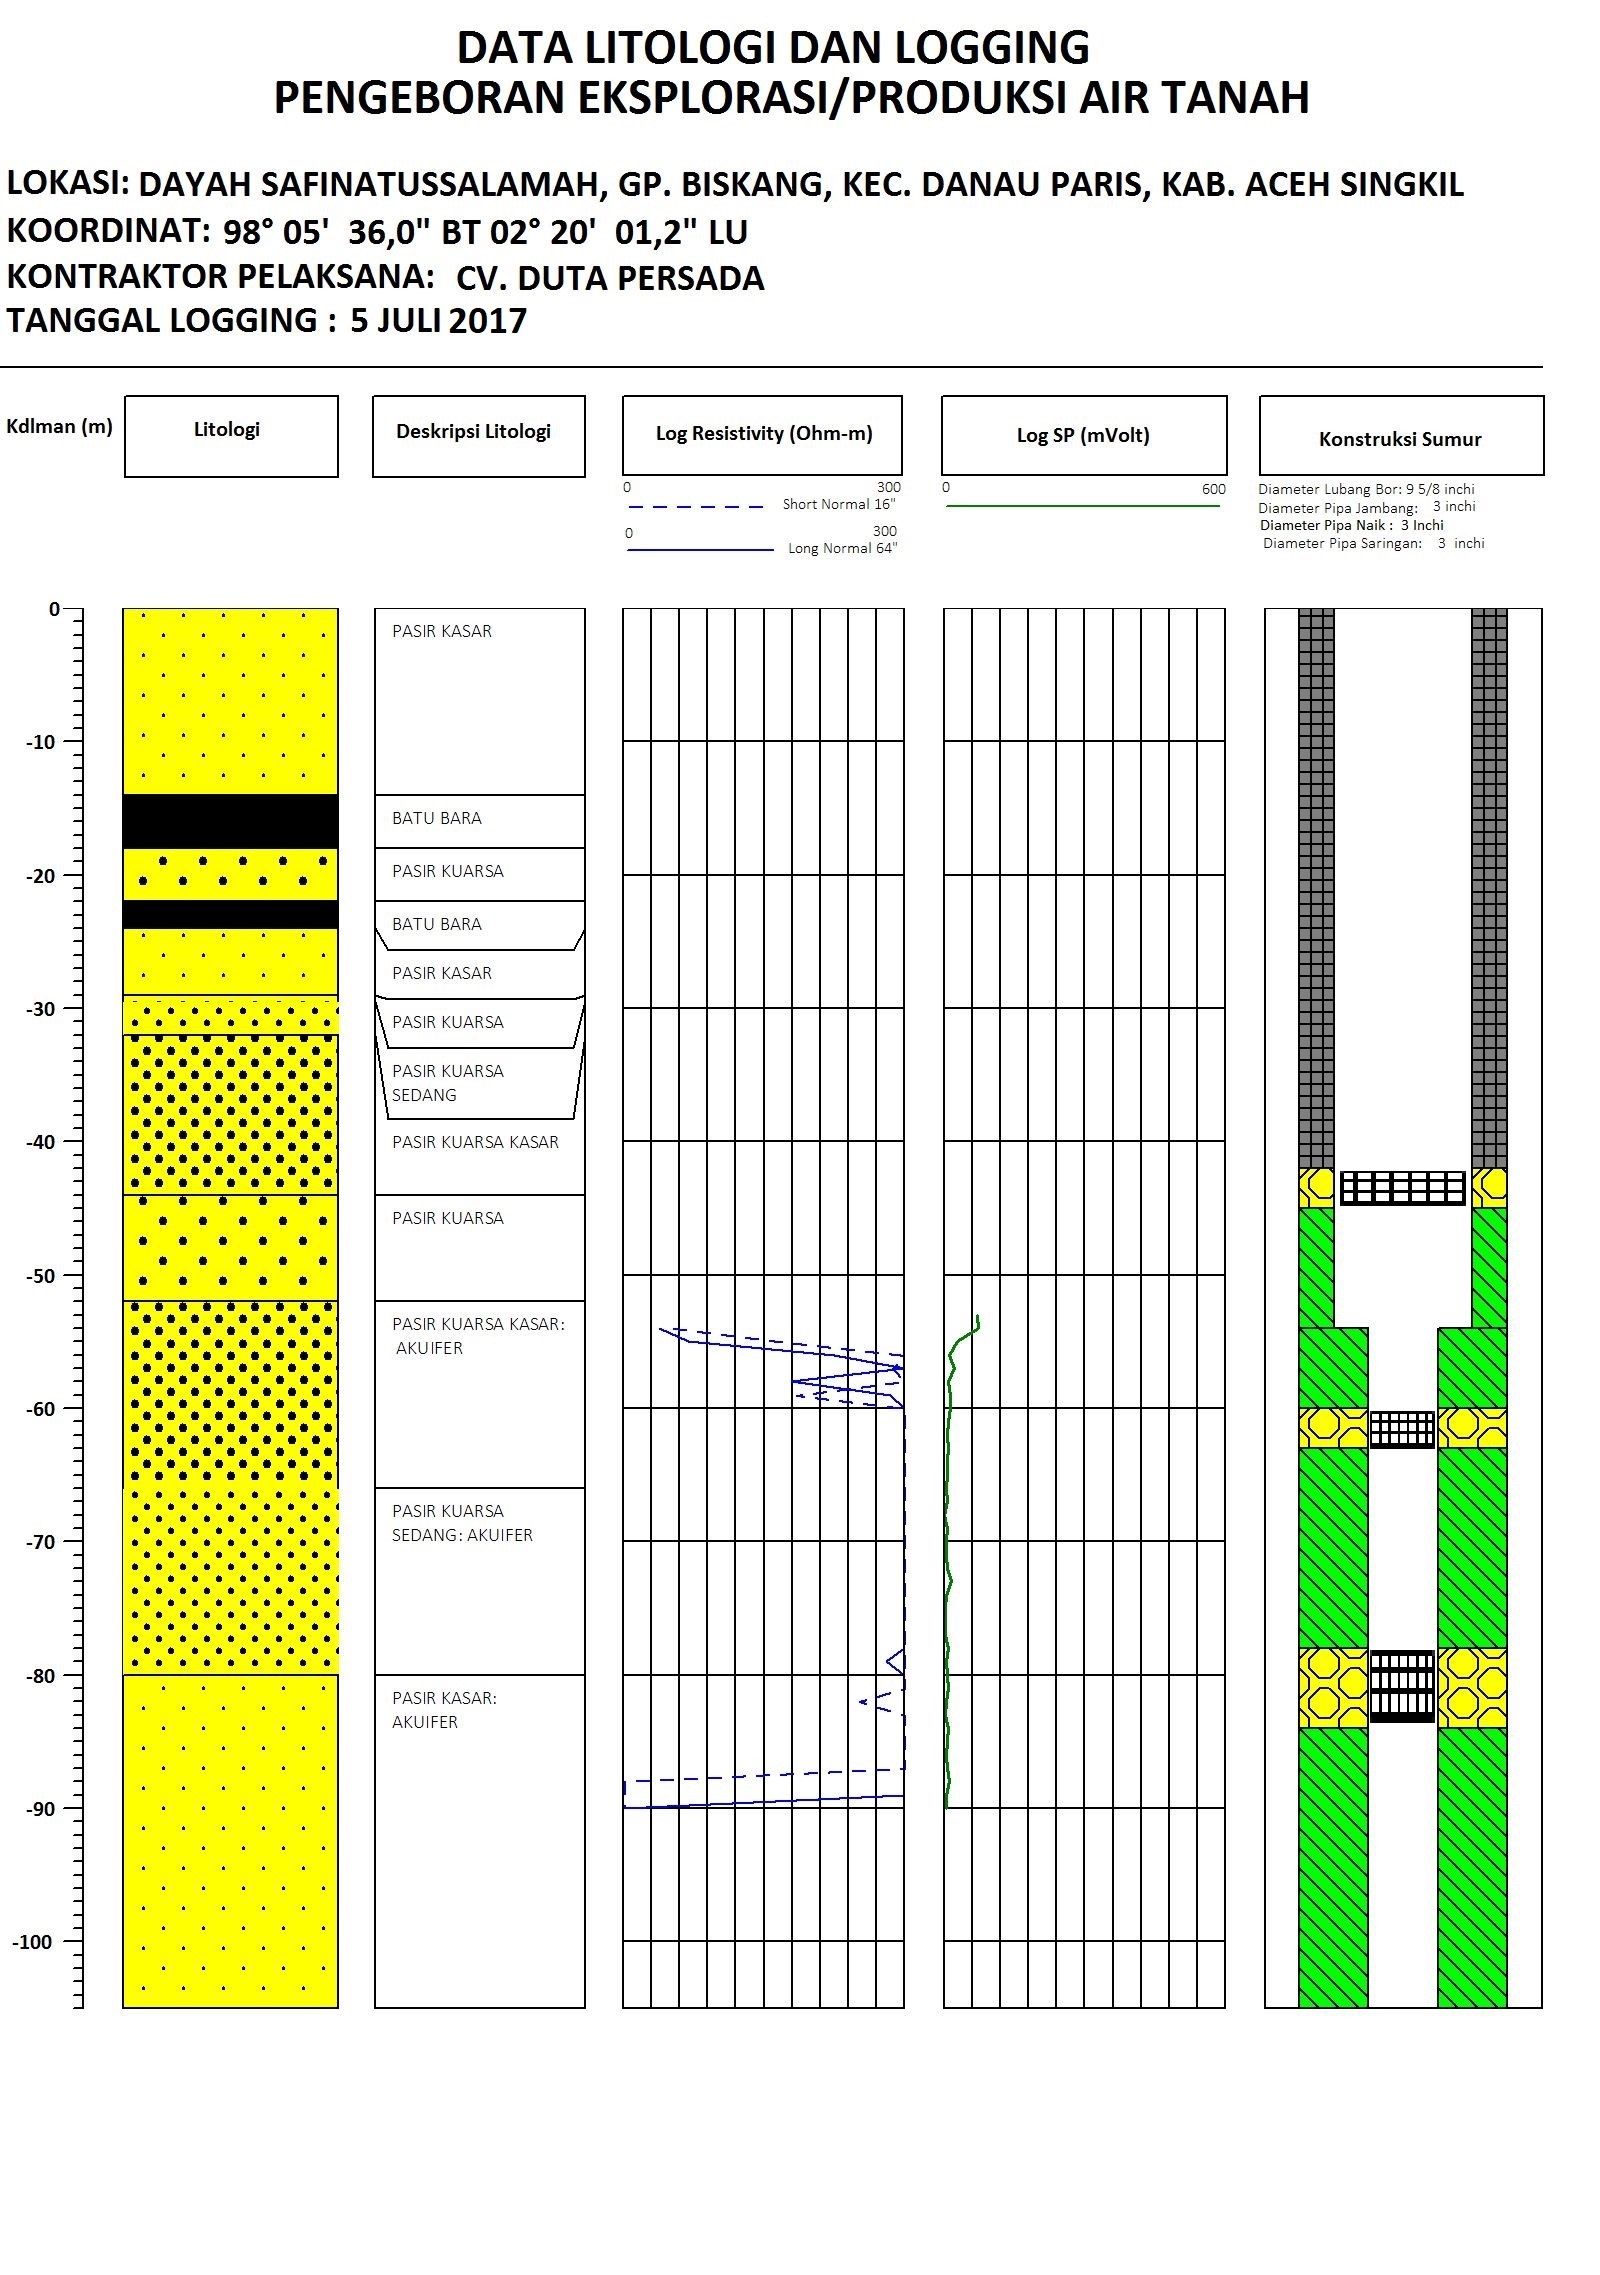 DATA LITOLOGI DAN LOGGING
PENGEBORAN EKSPLORASI/PRODUKSI AIR TANAH
LOKASI: DAYAH SAFINATUSSALAMAH, GP. BISKANG, KEC. DANAU PARIS, KAB. ACEH SINGKIL
KOORDINAT: 98° 05' 36,0" BT 02° 20' 01,2" LU
KONTRAKTOR PELAKSANA: CV. DUTA PERSADA
TANGGAL LOGGING : 5 JULI 2017
Kdlman (m)
Litologi
Deskripsi Litologi
Log Resistivity (Ohm-m)
Log SP (mVolt)
Konstruksi Sumur
0 300
Short Normal 16"
0 300
Long Normal 64"
0 600
Diameter Lubang Bor: 9 5/8 inchi
Diameter Pipa Jambang: 3 inchi
Diameter Pipa Naik : 3 Inchi
Diameter Pipa Saringan: 3 inchi
0
-10
-20
-30
-40
-50
-60
-70
-80
-90
-100
PASIR KASAR
BATU BARA
PASIR KUARSA
BATU BARA
PASIR KASAR
PASIR KUARSA
PASIR KUARSA
SEDANG
PASIR KUARSA KASAR
PASIR KUARSA
PASIR KUARSA KASAR:
AKUIFER
PASIR KUARSA
SEDANG: AKUIFER
PASIR KASAR:
AKUIFER